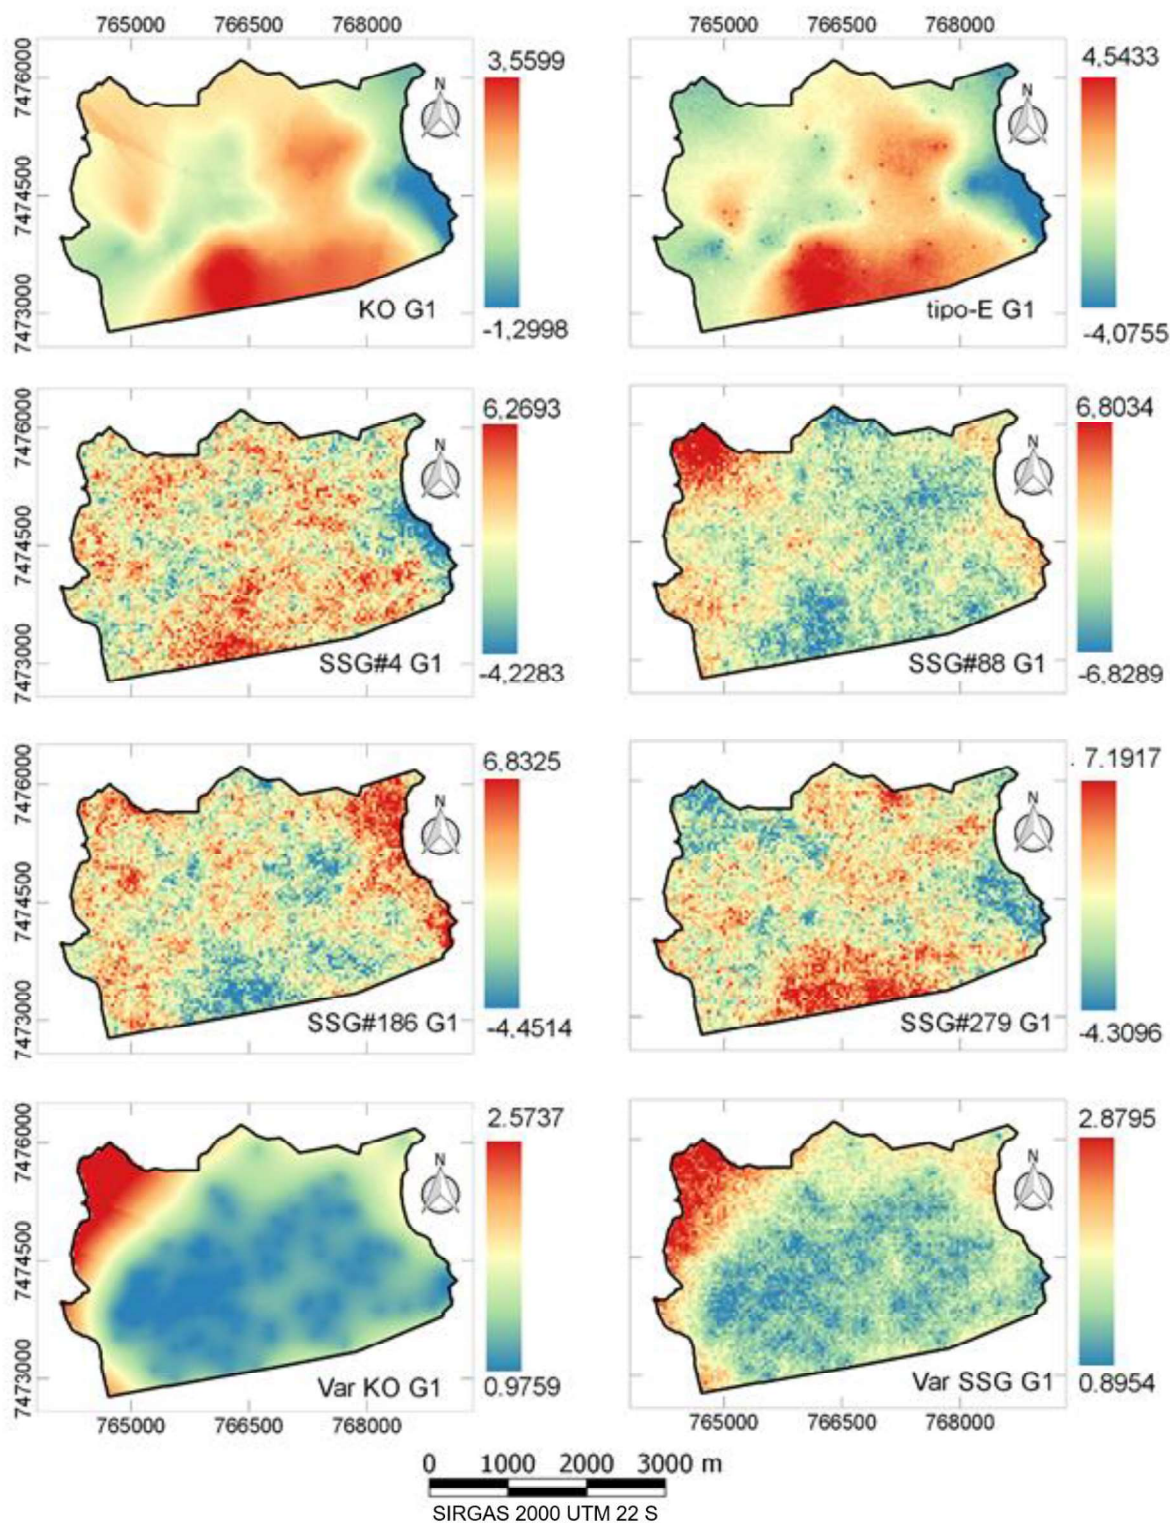 765000 766500 768000 765000 766500 768000
3,5599 4,5433
7476000
N N
7474500
7473000
KO G1 tipo-E G1
-1,2998 -4,0755
6,2693 6,8034
7476000
N N
7474500
7473000
SSG#4 G1 SSG#88 G1
-4,2283 -6,8289
6,8325 7.1917
7476000
N N
7474500
7473000
SSG#186 G1 SSG#279 G1
-4,4514 -4.3096
2.5737 2.8795
7476000
N N
7474500
7473000
Var KO G1 Var SSG G1
0.9759 0.8954
765000 766500 768000 765000 766500 768000
0 1000 2000 3000 m
SIRGAS 2000 UTM 22 S